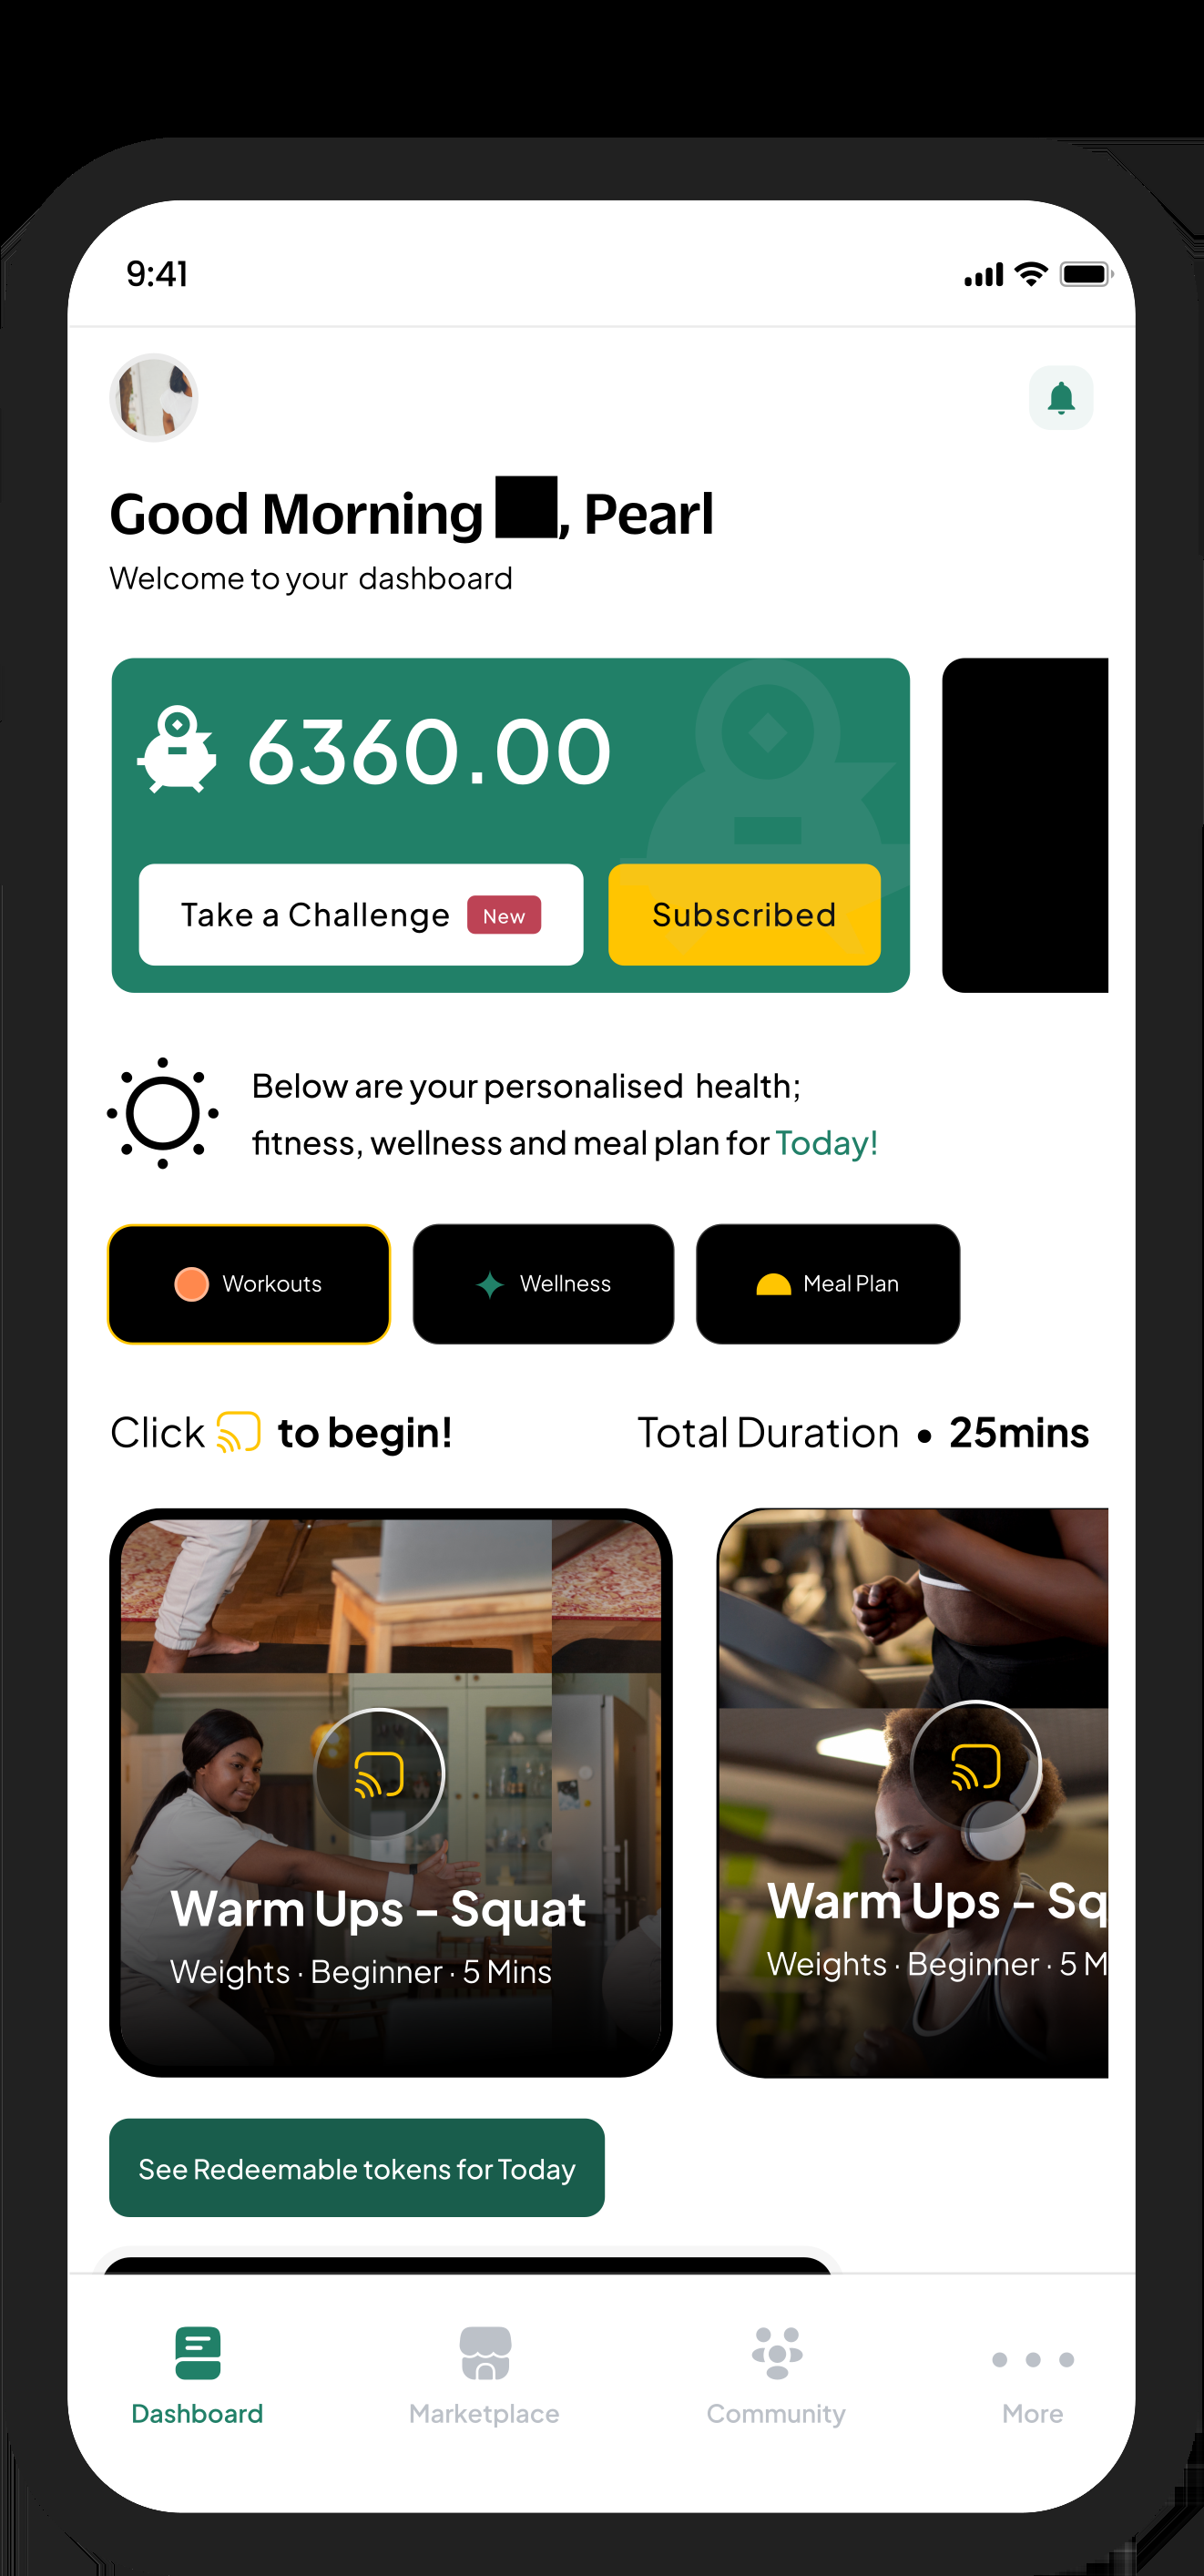 9:41
Good Morning , Pearl
Welcome to your dashboard
6360.00
Take a Challenge New
Subscribed
Below are your personalised health;
fitness, wellness and meal plan for Today!
Workouts
Wellness
Meal Plan
Click to begin!
Total Duration • 25mins
Warm Ups – Squat
Weights · Beginner · 5 Mins
Warm Ups – Sq
Weights · Beginner · 5 M
See Redeemable tokens for Today
Dashboard
Marketplace
Community
More